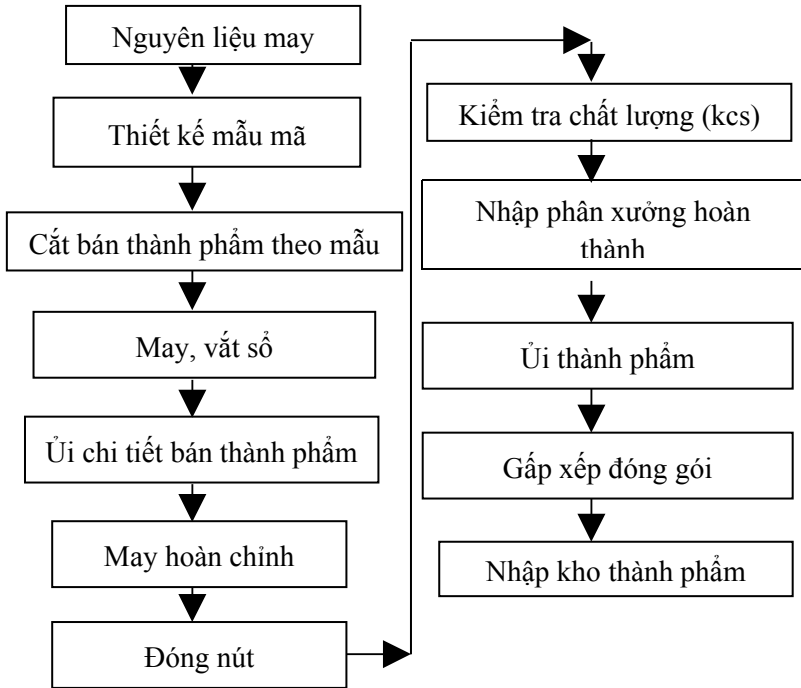 Nguyên liệu may
Thiết kế mẫu mã
Cắt bán thành phẩm theo mẫu
May, vắt sổ
Ủi chi tiết bán thành phẩm
May hoàn chỉnh
Đóng nút
Kiểm tra chất lượng (kcs)
Nhập phân xưởng hoàn
thành
Ủi thành phẩm
Gấp xếp đóng gói
Nhập kho thành phẩm